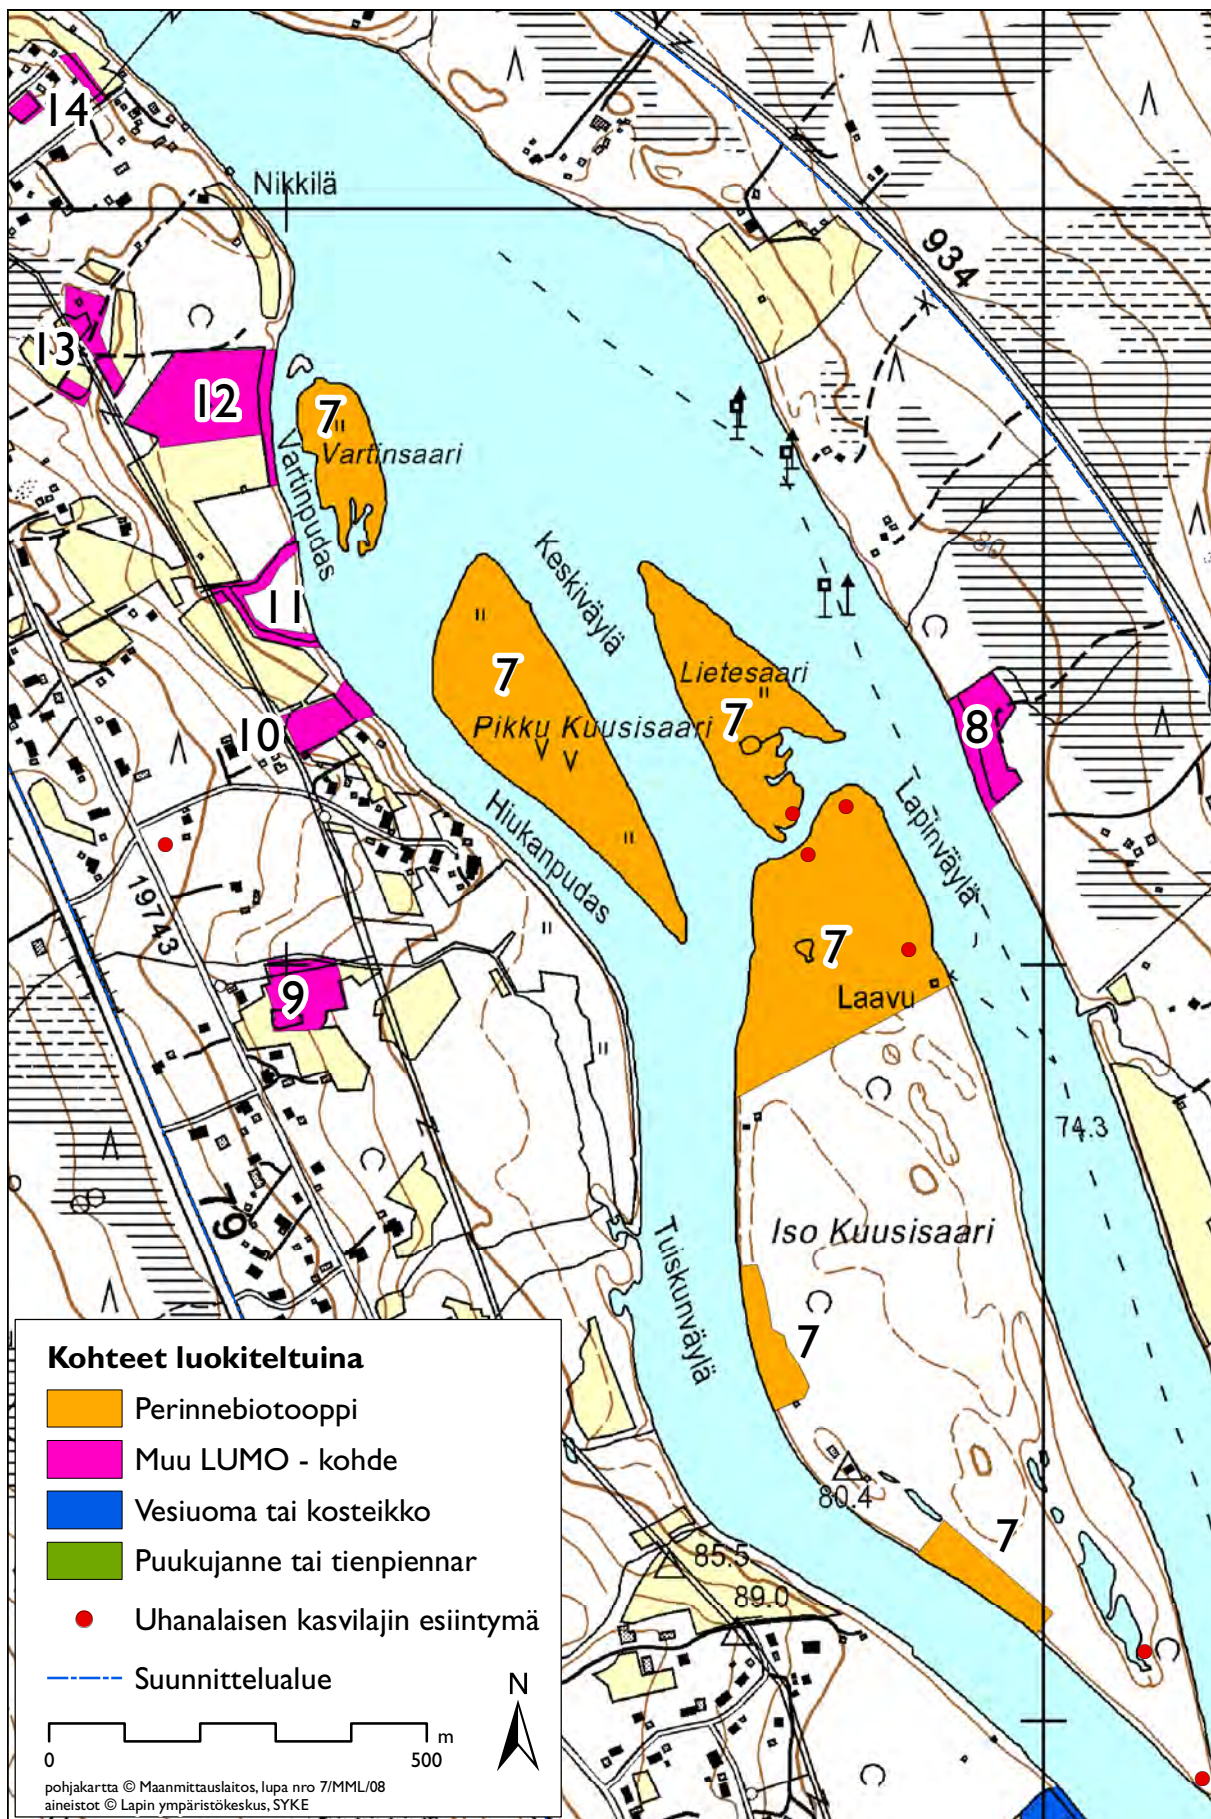 14
Nikkilä
934
13
12
7
Vartinsaari
Vartinpudas
80
Keskiväylä
11
Lietesaari
7
7
8
Pikku Kuusisaari
10
Hiukanpudas
Lapinväylä
19743
7
9
Laavu
74.3
79
Iso Kuusisaari
Tuiskunväylä
7
80.4
7
85.5
89.0
Kohteet luokiteltuina
Perinnebiotooppi
Muu LUMO - kohde
Vesiuoma tai kosteikko
Puukujanne tai tienpiennar
Uhanalaisen kasvilajin esiintymä
Suunnittelualue
N
m
0 500
pohjakartta © Maanmittauslaitos, lupa nro 7/MML/08
aineistot © Lapin ympäristökeskus, SYKE